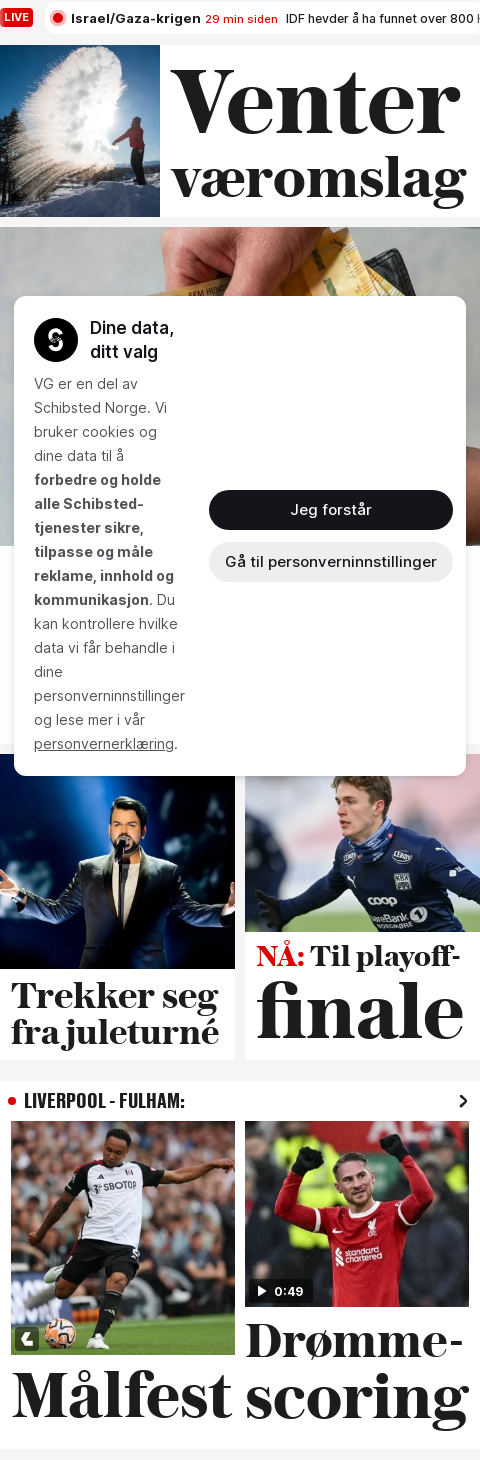 LIVE
Israel/Gaza-krigen 29 min siden IDF hevder å ha funnet over 800
Venter
væromslag
Dine data,
ditt valg
VG er en del av
Schibsted Norge. Vi
bruker cookies og
dine data til å
forbedre og holde
alle Schibsted-
tjenester sikre,
tilpasse og måle
reklame, innhold og
kommunikasjon. Du
kan kontrollere hvilke
data vi får behandle i
dine
personverninnstillinger
og lese mer i vår
personvernerklæring.
Jeg forstår
Gå til personverninnstillinger
Trekker seg
fra juleturné
NÅ: Til playoff-
finale
LIVERPOOL - FULHAM:
SBOTOP
Målfest
standard
chartered
0:49
Drømme-
scoring